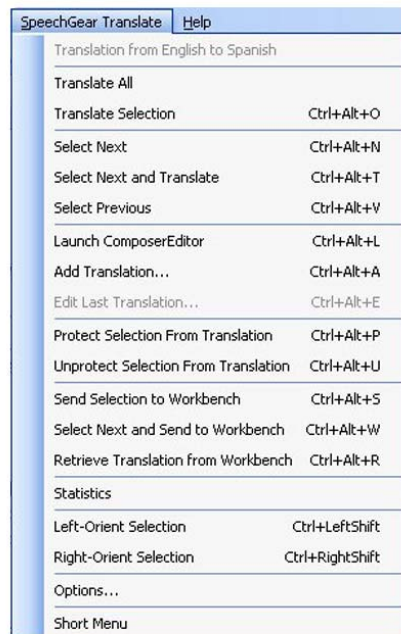 SpeechGear Translate Help
Translation from English to Spanish
Translate All
Translate Selection Ctrl+Alt+O
Select Next Ctrl+Alt+N
Select Next and Translate Ctrl+Alt+T
Select Previous Ctrl+Alt+V
Launch ComposerEditor Ctrl+Alt+L
Add Translation... Ctrl+Alt+A
Edit Last Translation... Ctrl+Alt+E
Protect Selection From Translation Ctrl+Alt+P
Unprotect Selection From Translation Ctrl+Alt+U
Send Selection to Workbench Ctrl+Alt+S
Select Next and Send to Workbench Ctrl+Alt+W
Retrieve Translation from Workbench Ctrl+Alt+R
Statistics
Left-Orient Selection Ctrl+LeftShift
Right-Orient Selection Ctrl+RightShift
Options...
Short Menu